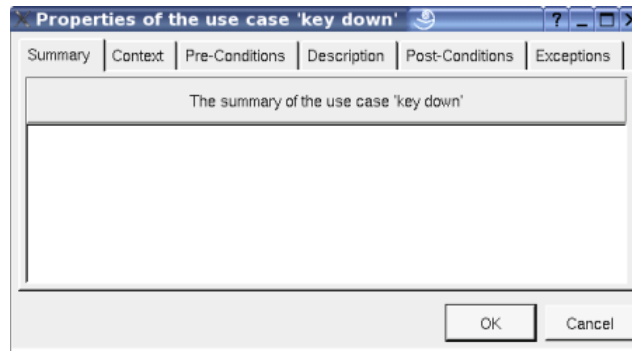 Properties of the use case 'key down'
Summary Context Pre-Conditions Description Post-Conditions Exceptions
The summary of the use case 'key down'
OK Cancel